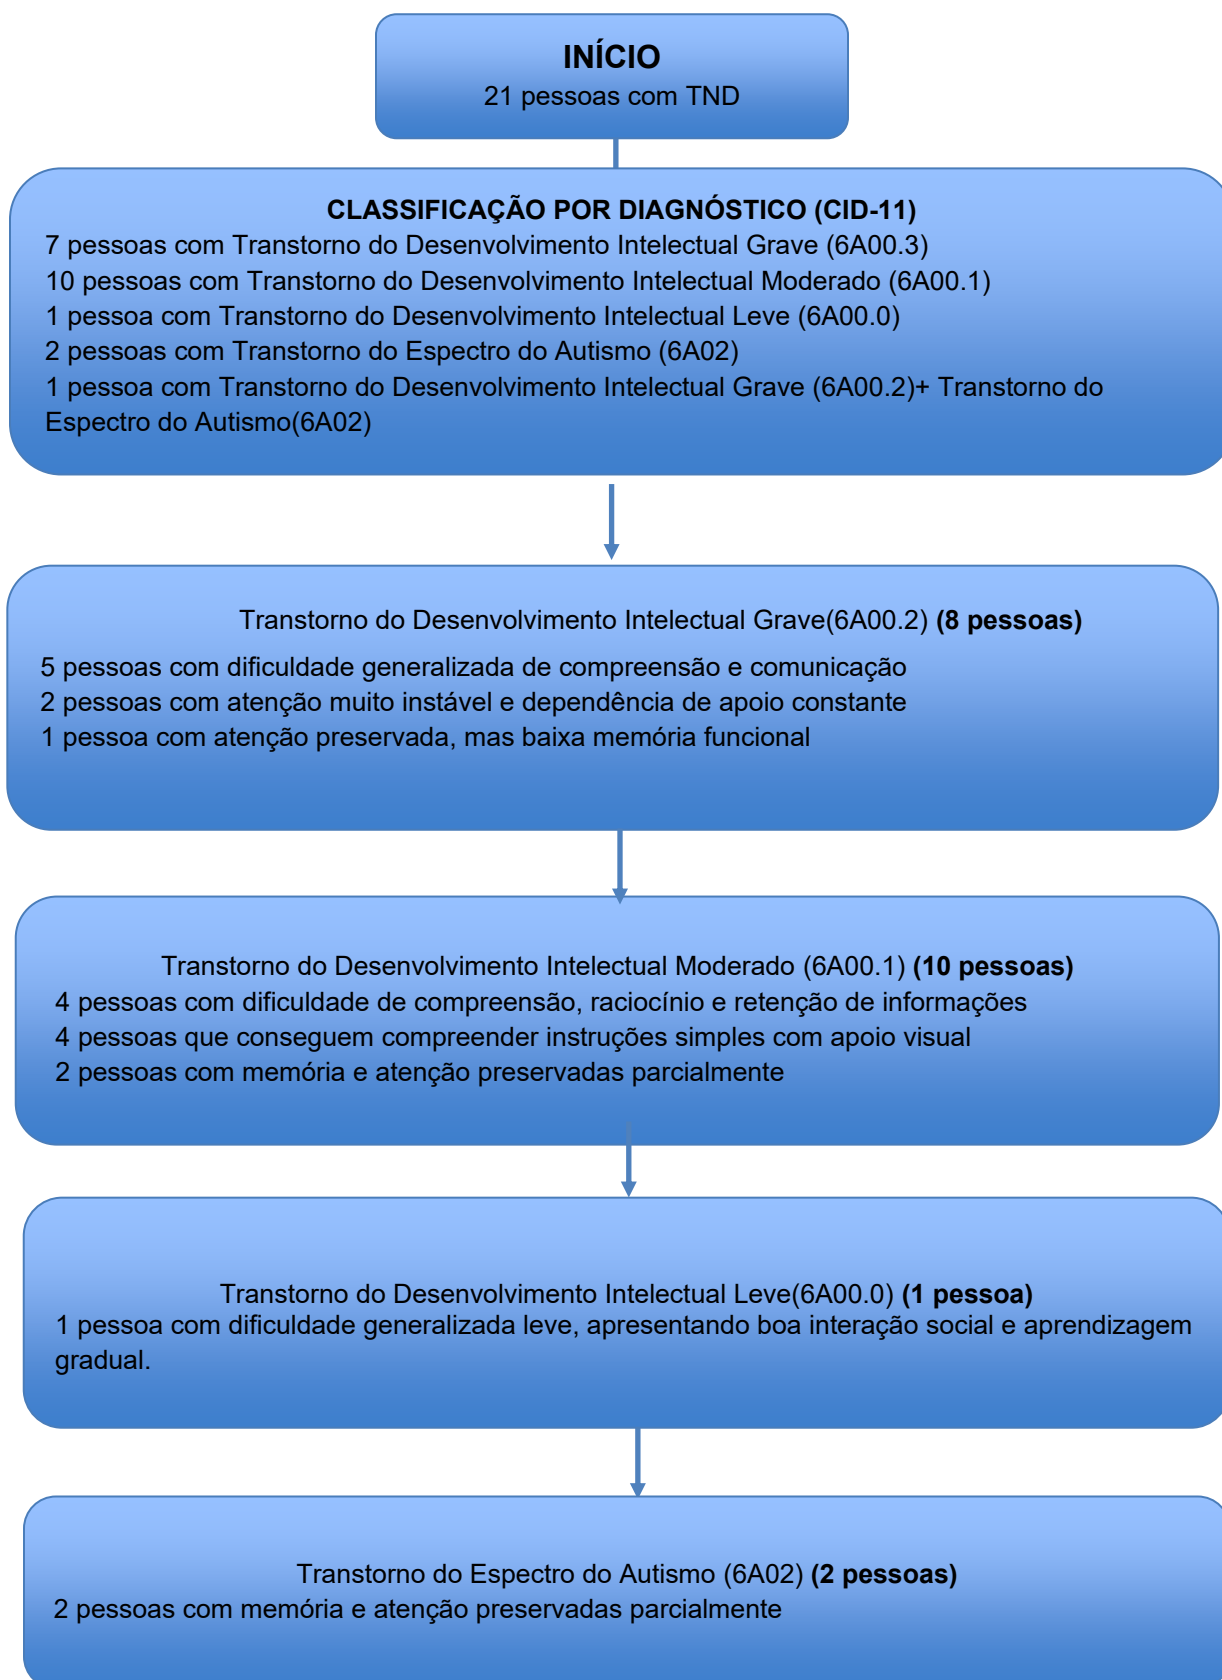 INÍCIO
21 pessoas com TND
CLASSIFICAÇÃO POR DIAGNÓSTICO (CID-11)
7 pessoas com Transtorno do Desenvolvimento Intelectual Grave (6A00.3)
10 pessoas com Transtorno do Desenvolvimento Intelectual Moderado (6A00.1)
1 pessoa com Transtorno do Desenvolvimento Intelectual Leve (6A00.0)
2 pessoas com Transtorno do Espectro do Autismo (6A02)
1 pessoa com Transtorno do Desenvolvimento Intelectual Grave (6A00.2)+ Transtorno do
Espectro do Autismo(6A02)
Transtorno do Desenvolvimento Intelectual Grave(6A00.2) (8 pessoas)
5 pessoas com dificuldade generalizada de compreensão e comunicação
2 pessoas com atenção muito instável e dependência de apoio constante
1 pessoa com atenção preservada, mas baixa memória funcional
Transtorno do Desenvolvimento Intelectual Moderado (6A00.1) (10 pessoas)
4 pessoas com dificuldade de compreensão, raciocínio e retenção de informações
4 pessoas que conseguem compreender instruções simples com apoio visual
2 pessoas com memória e atenção preservadas parcialmente
Transtorno do Desenvolvimento Intelectual Leve(6A00.0) (1 pessoa)
1 pessoa com dificuldade generalizada leve, apresentando boa interação social e aprendizagem
gradual.
Transtorno do Espectro do Autismo (6A02) (2 pessoas)
2 pessoas com memória e atenção preservadas parcialmente